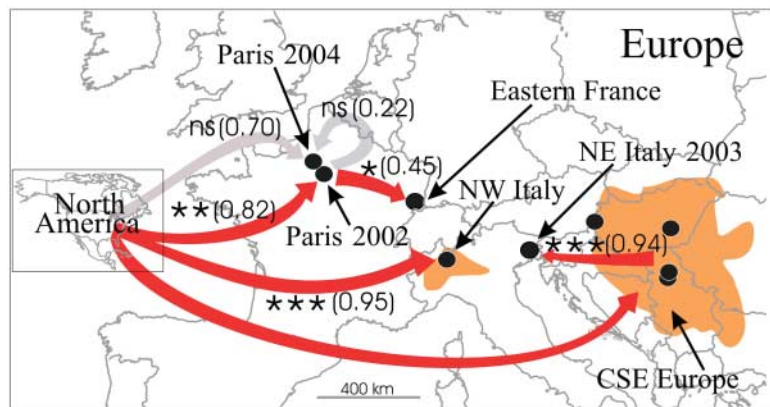 Europe
Paris 2004
ns(0.22)
Eastern France
ns(0.70)
*(0.45)
NE Italy 2003
NW Italy
North
America
**(0.82)
Paris 2002
***(0.94)
***(0.95)
CSE Europe
400 km